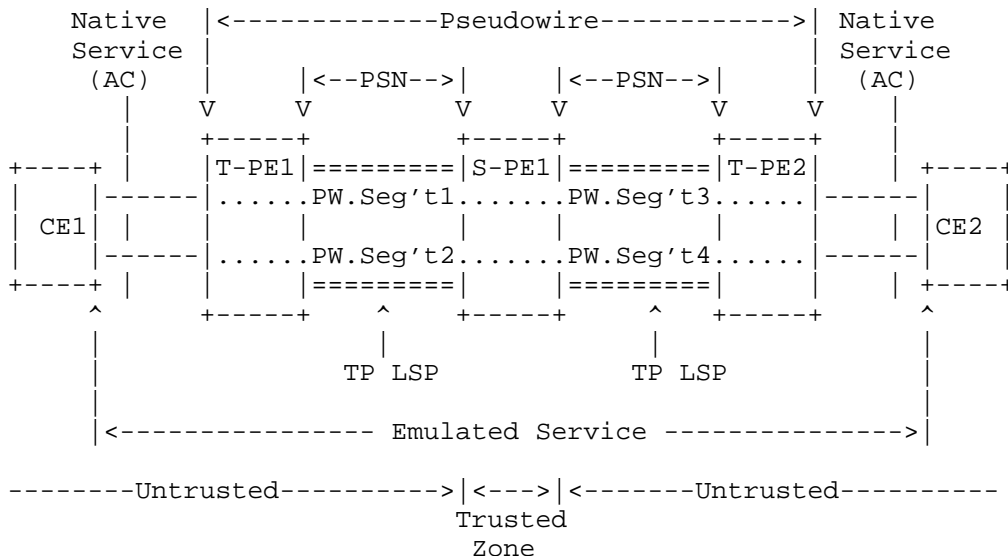 Native |<------------Pseudowire------------>| Native
Service | | Service
(AC) | |<--PSN-->| |<--PSN-->| | (AC)
| V V V V V V |
| +-----+ +-----+ +-----+ |
+----+ | |T-PE1|=========|S-PE1|=========|T-PE2| | +----+
| |------|......PW.Seg't1.......PW.Seg't3......|------| |
| CE1| | | | | | | | | |CE2 |
| |------|......PW.Seg't2.......PW.Seg't4......|------| |
+----+ | | |=========| |=========| | | +----+
^ +-----+ ^ +-----+ ^ +-----+ ^
| | | |
| TP LSP TP LSP |
| |
|<---------------- Emulated Service --------------->|
--------Untrusted---------->|<--->|<-------Untrusted----------
Trusted
Zone